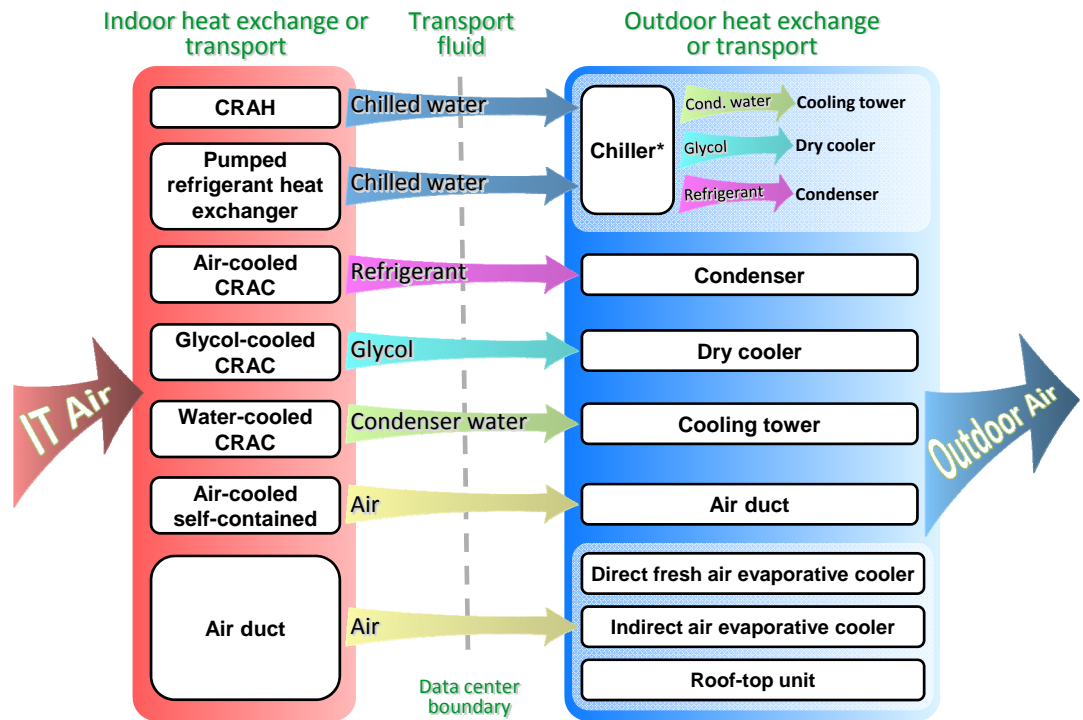 Indoor heat exchange or
transport
Transport
fluid
Outdoor heat exchange
or transport
CRAH
Chilled water
Chiller*
Cond. water
Cooling tower
Glycol
Dry cooler
Refrigerant
Condenser
Pumped
refrigerant heat
exchanger
Chilled water
Air-cooled
CRAC
Refrigerant
Condenser
Glycol-cooled
CRAC
Glycol
Dry cooler
IT Air
Outdoor Air
Water-cooled
CRAC
Condenser water
Cooling tower
Air-cooled
self-contained
Air
Air duct
Air duct
Air
Direct fresh air evaporative cooler
Indirect air evaporative cooler
Roof-top unit
Data center
boundary